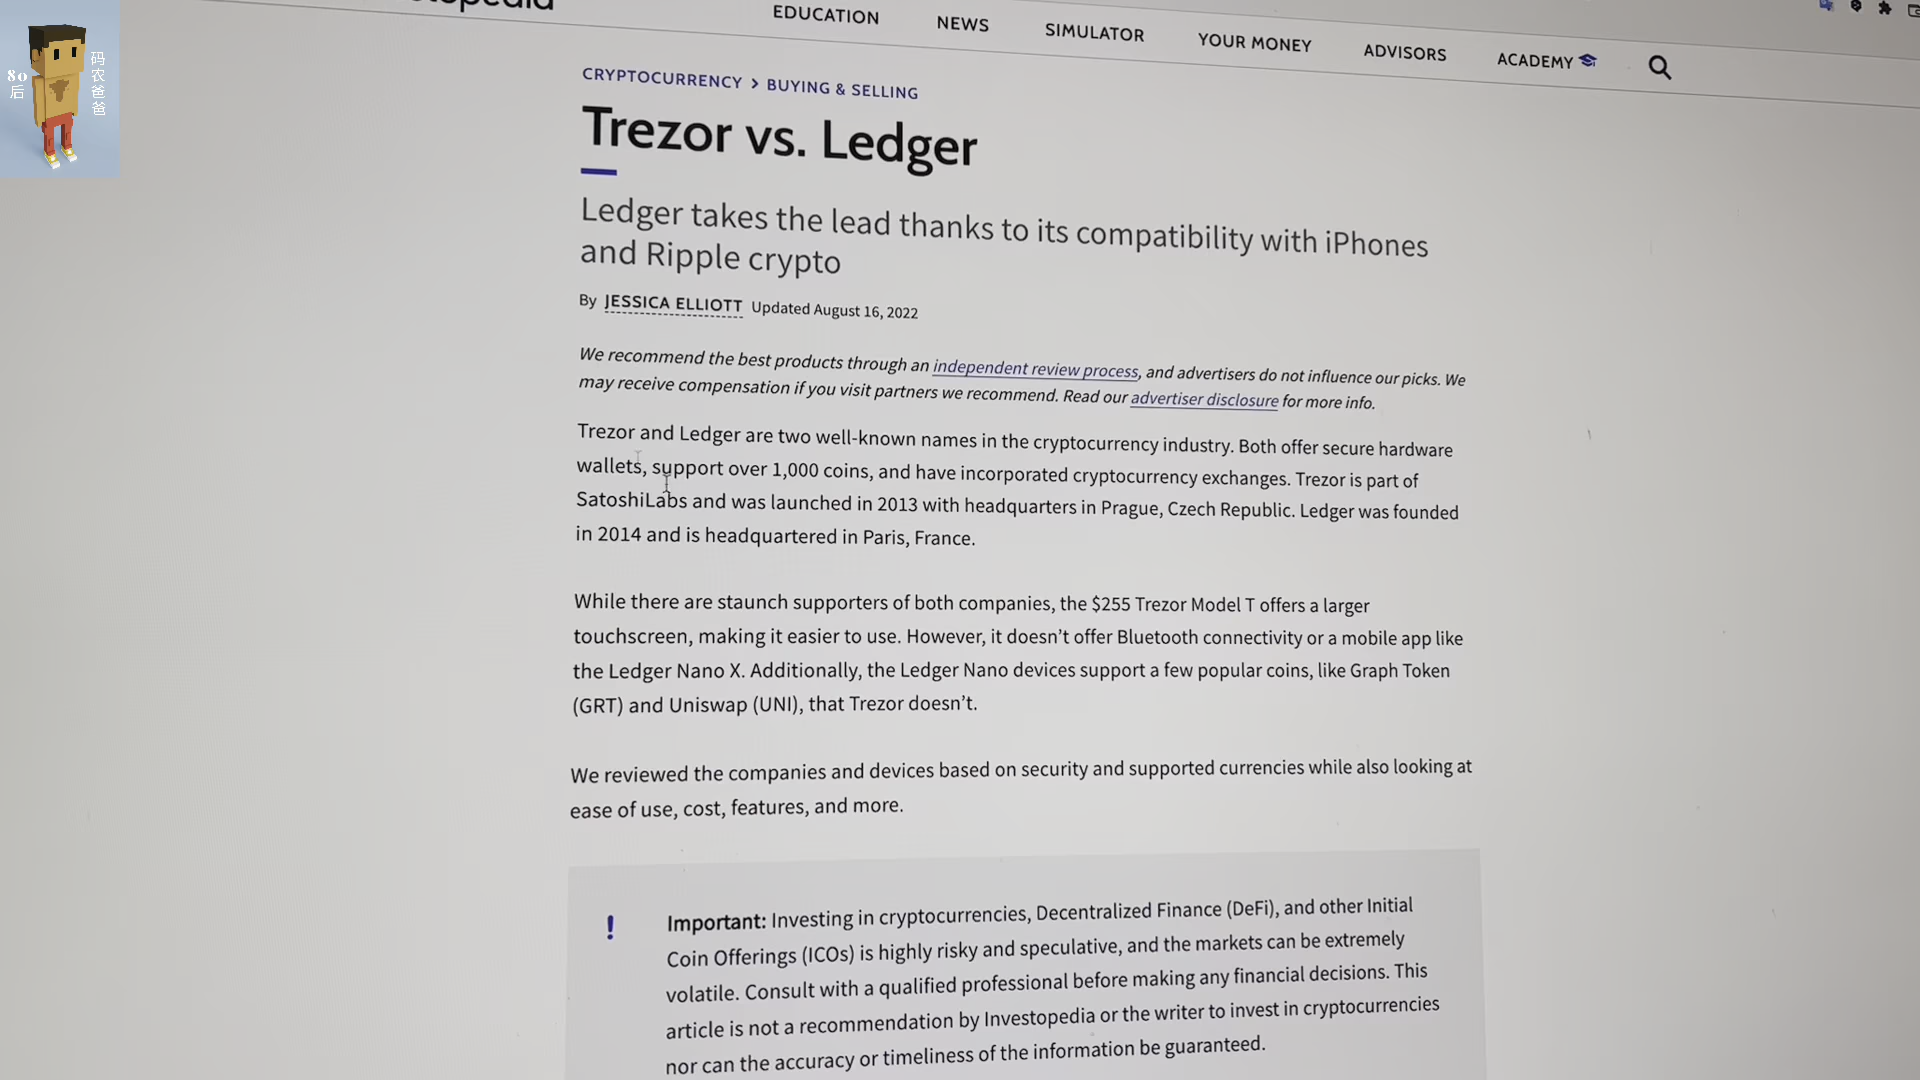 EDUCATION NEWS SIMULATOR YOUR MONEY ADVISORS ACADEMY
80后
码农爸爸
CRYPTOCURRENCY > BUYING & SELLING
Trezor vs. Ledger
Ledger takes the lead thanks to its compatibility with iPhones
and Ripple crypto
By JESSICA ELLIOTT Updated August 16, 2022
We recommend the best products through an independent review process, and advertisers do not influence our picks. We
may receive compensation if you visit partners we recommend. Read our advertiser disclosure for more info.
Trezor and Ledger are two well-known names in the cryptocurrency industry. Both offer secure hardware
wallets, support over 1,000 coins, and have incorporated cryptocurrency exchanges. Trezor is part of
SatoshiLabs and was launched in 2013 with headquarters in Prague, Czech Republic. Ledger was founded
in 2014 and is headquartered in Paris, France.
While there are staunch supporters of both companies, the $255 Trezor Model T offers a larger
touchscreen, making it easier to use. However, it doesn’t offer Bluetooth connectivity or a mobile app like
the Ledger Nano X. Additionally, the Ledger Nano devices support a few popular coins, like Graph Token
(GRT) and Uniswap (UNI), that Trezor doesn’t.
We reviewed the companies and devices based on security and supported currencies while also looking at
ease of use, cost, features, and more.
! Important: Investing in cryptocurrencies, Decentralized Finance (DeFi), and other Initial
Coin Offerings (ICOs) is highly risky and speculative, and the markets can be extremely
volatile. Consult with a qualified professional before making any financial decisions. This
article is not a recommendation by Investopedia or the writer to invest in cryptocurrencies
nor can the accuracy or timeliness of the information be guaranteed.